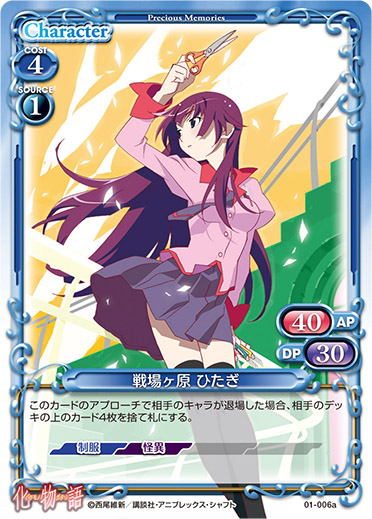 Precious Memories
Character
COST
4
SOURCE
1
40 AP
DP 30
戦場ヶ原 ひたぎ
このカードのアプローチで相手のキャラが退場した場合、相手のデッ
キの上のカード4枚を捨て札にする。
制服 怪異
化物語
©西尾維新／講談社・アニプレックス・シャフト
01-006a